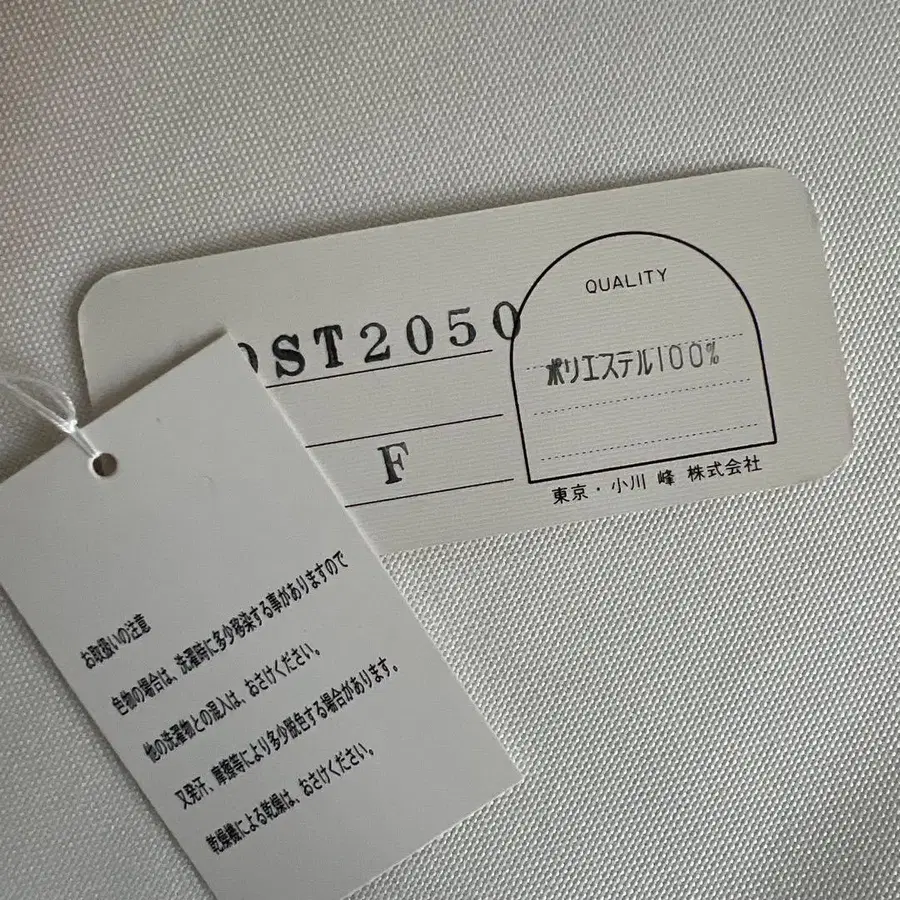 OST2050
F
QUALITY
ポリエステル100%
東京・小川 峰 株式会社
お取扱いの注意
色物の場合は、洗濯時に多少移染する事がありますので
他の洗濯物との混入は、おさけください。
又発汗、摩擦等により多少脱色する場合があります。
乾燥機による乾燥は、おさけください。